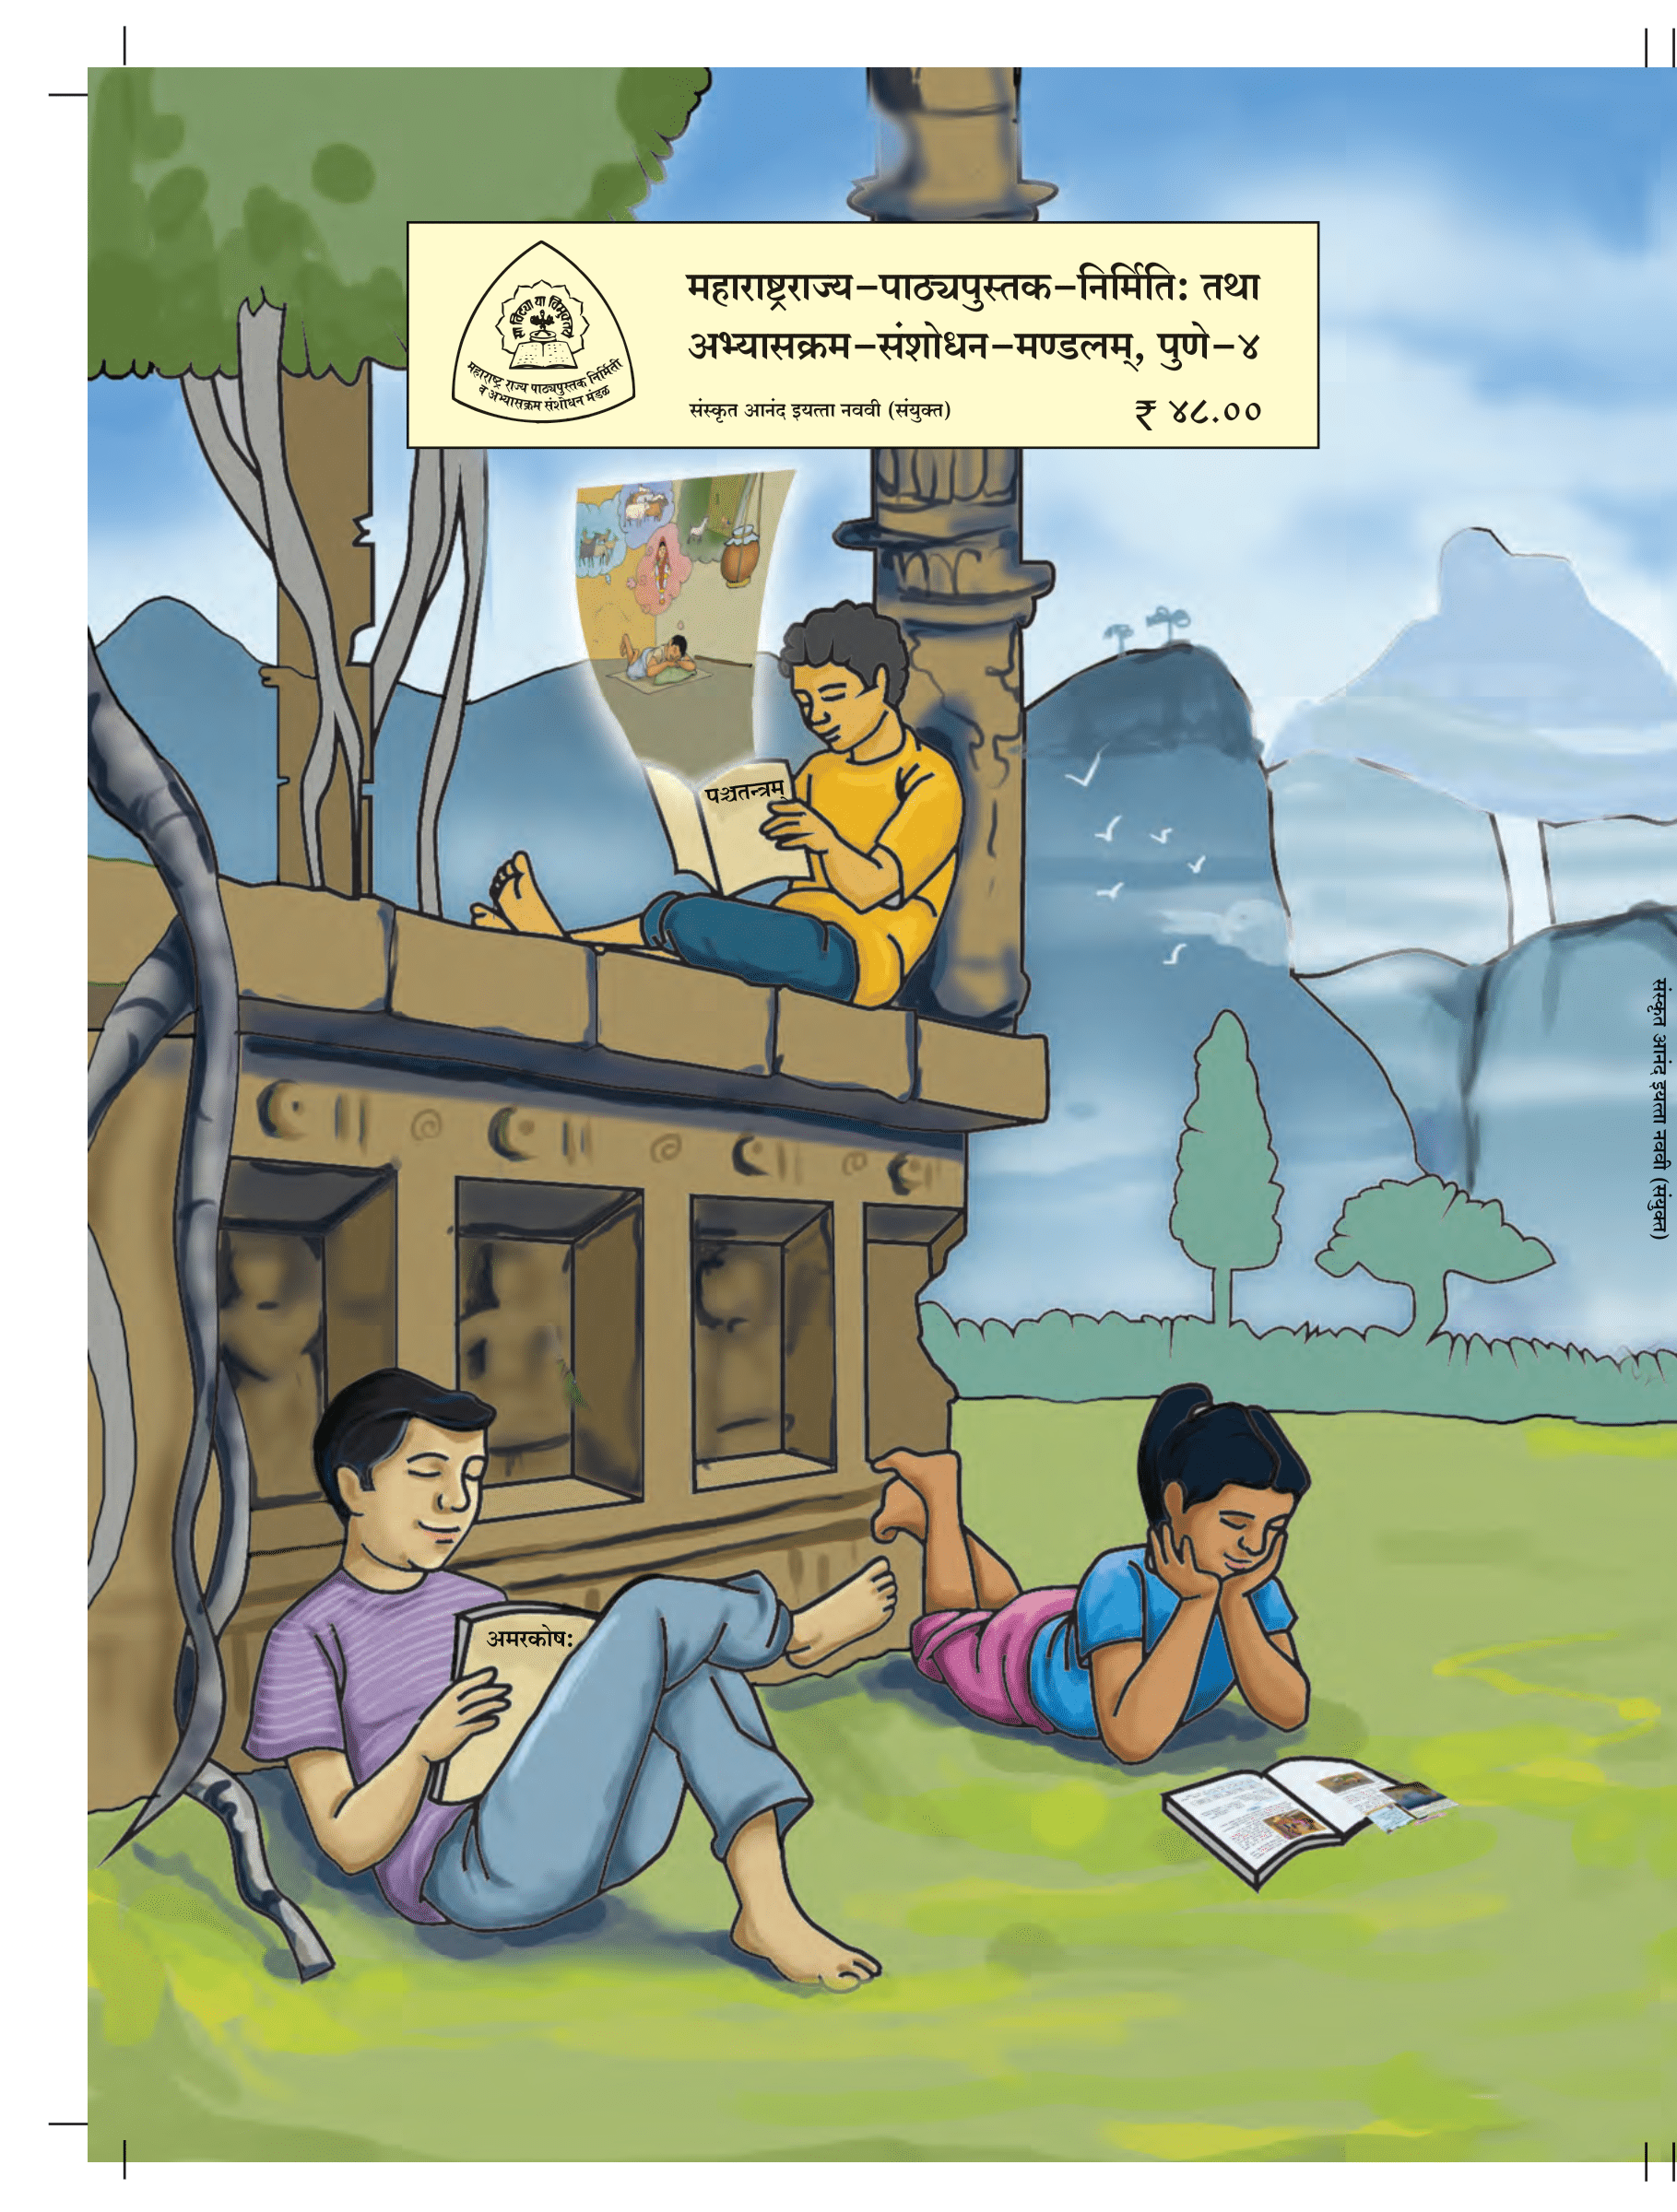 महाराष्ट्रराज्य-पाठ्यपुस्तक-निर्मितिः तथा
अभ्यासक्रम-संशोधन-मण्डलम्, पुणे-४
संस्कृत आनंद इयत्ता नववी (संयुक्त)
₹ ४८.००
सा विद्या या विमुक्तये
महाराष्ट्र राज्य पाठ्यपुस्तक निर्मिती
व अभ्यासक्रम संशोधन मंडळ
पञ्चतन्त्रम्
संस्कृत आनंद इयत्ता नववी (संयुक्त)
अमरकोषः